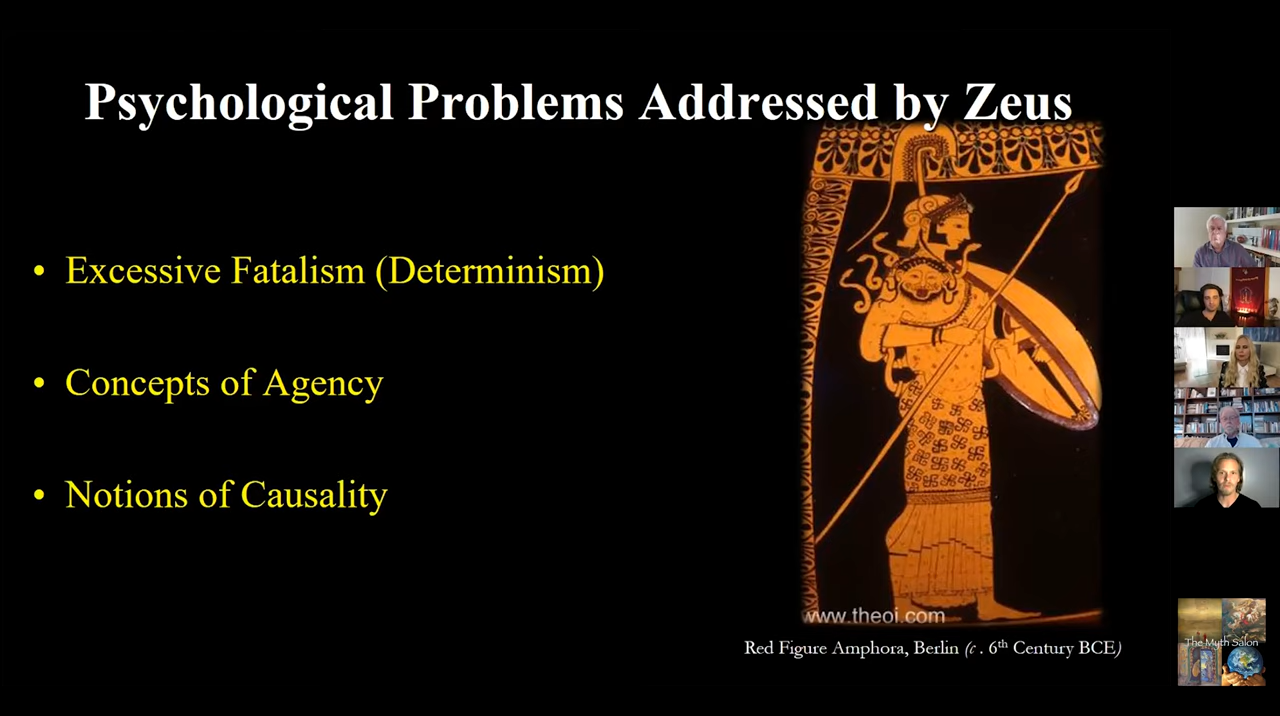 Psychological Problems Addressed by Zeus
• Excessive Fatalism (Determinism)
• Concepts of Agency
• Notions of Causality
www.theoi.com
Red Figure Amphora, Berlin (c . 6th Century BCE)
The Myth Salon